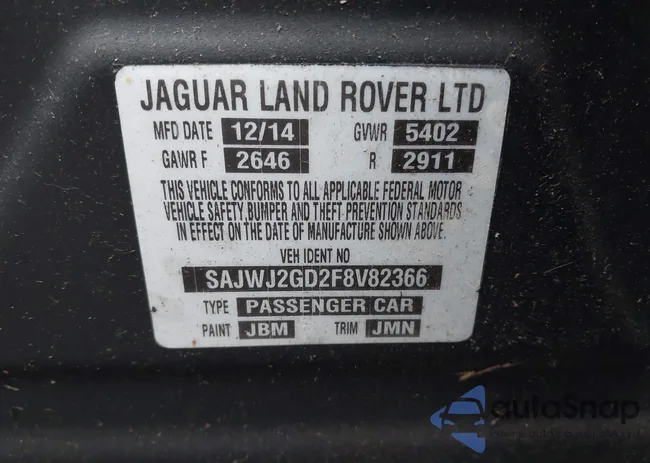 JAGUAR LAND ROVER LTD
MFD DATE 12/14 GVWR 5402
GAWR F 2646 R 2911
THIS VEHICLE CONFORMS TO ALL APPLICABLE FEDERAL MOTOR
VEHICLE SAFETY,BUMPER AND THEFT PREVENTION STANDARDS
IN EFFECT ON THE DATE OF MANUFACTURE SHOWN ABOVE.
VEH IDENT NO
SAJWJ2GD2F8V82366
TYPE PASSENGER CAR
PAINT JBM TRIM JMN
autoSnap